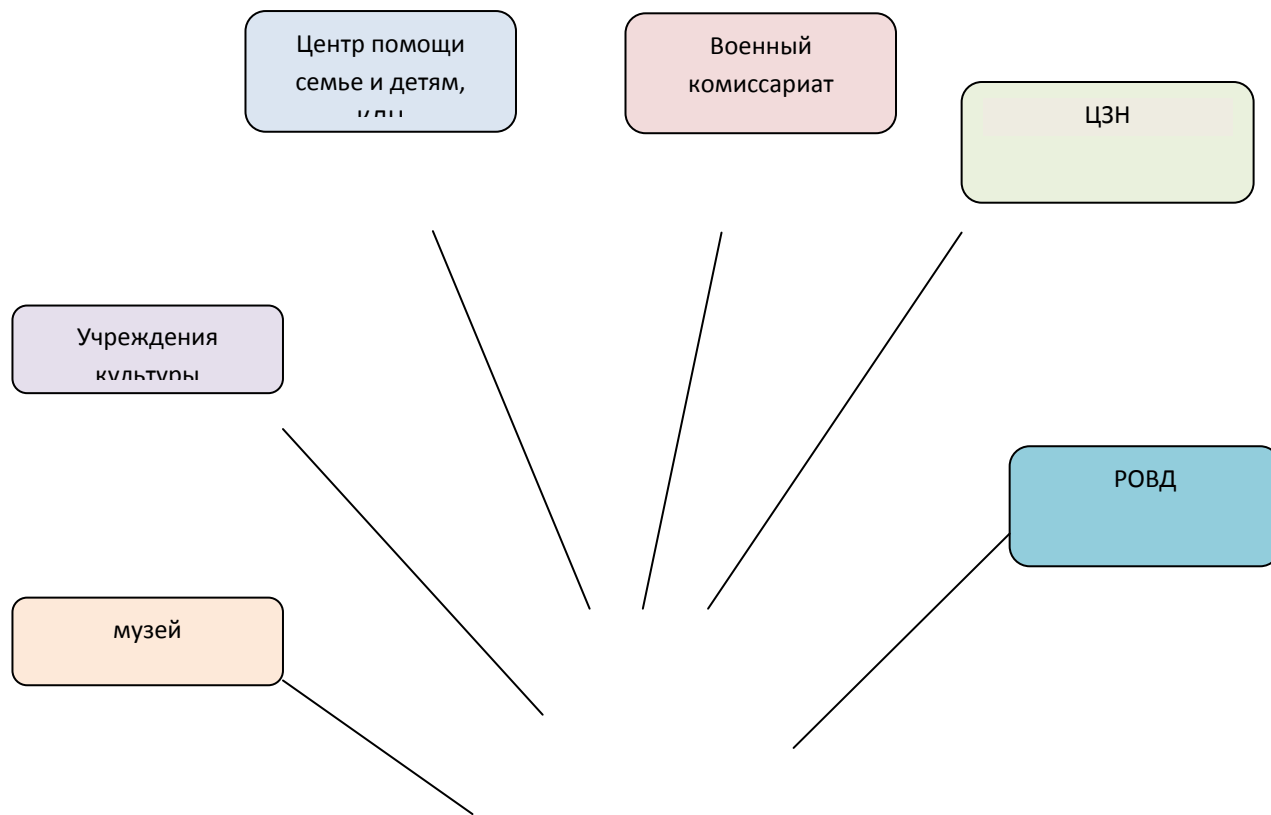 Центр помощи
семье и детям,
Военный
комиссариат
ЦЗН
Учреждения
культуры
РОВД
музей